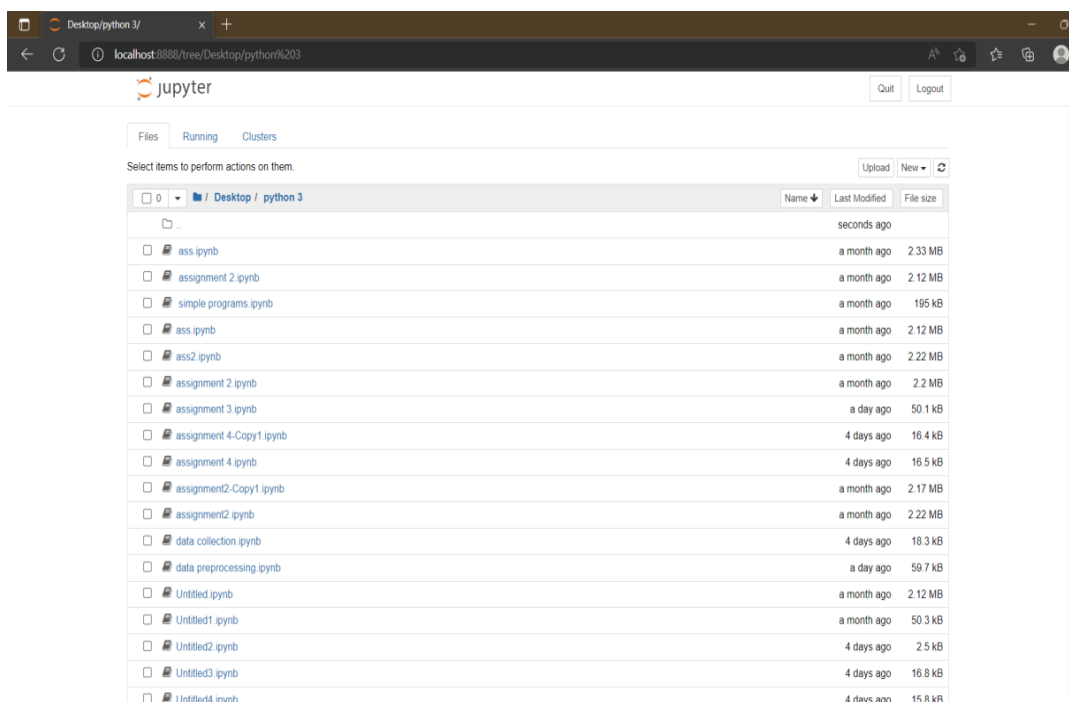 Desktop/python 3/
localhost:8888/tree/Desktop/python%203
jupyter
Quit Logout
Files Running Clusters
Select items to perform actions on them.
Upload New
0 / Desktop / python 3 Name Last Modified File size
.. seconds ago
ass.ipynb a month ago 2.33 MB
assignment 2.ipynb a month ago 2.12 MB
simple programs.ipynb a month ago 195 kB
ass.ipynb a month ago 2.12 MB
ass2.ipynb a month ago 2.22 MB
assignment 2.ipynb a month ago 2.2 MB
assignment 3.ipynb a day ago 50.1 kB
assignment 4-Copy1.ipynb 4 days ago 16.4 kB
assignment 4.ipynb 4 days ago 16.5 kB
assignment2-Copy1.ipynb a month ago 2.17 MB
assignment2.ipynb a month ago 2.22 MB
data collection.ipynb 4 days ago 18.3 kB
data preprocessing.ipynb a day ago 59.7 kB
Untitled.ipynb a month ago 2.12 MB
Untitled1.ipynb a month ago 50.3 kB
Untitled2.ipynb 4 days ago 2.5 kB
Untitled3.ipynb 4 days ago 16.8 kB
Untitled4.ipynb 4 days ago 15.8 kB